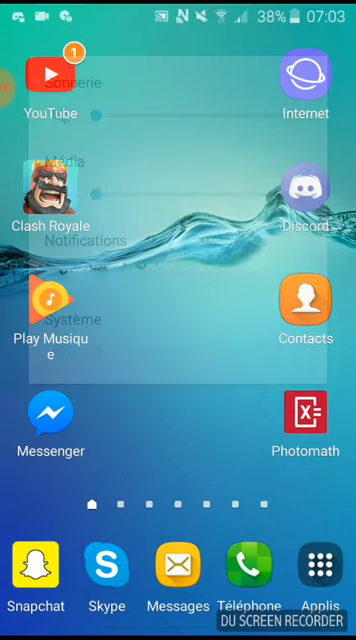 38% 07:03
1
Sonnerie
YouTube
Internet
Média
Clash Royale
Discord
Notifications
Système
Play Musiqu
e
Contacts
Messenger
Photomath
Snapchat
Skype
Messages
Téléphone
Applis
DU SCREEN RECORDER